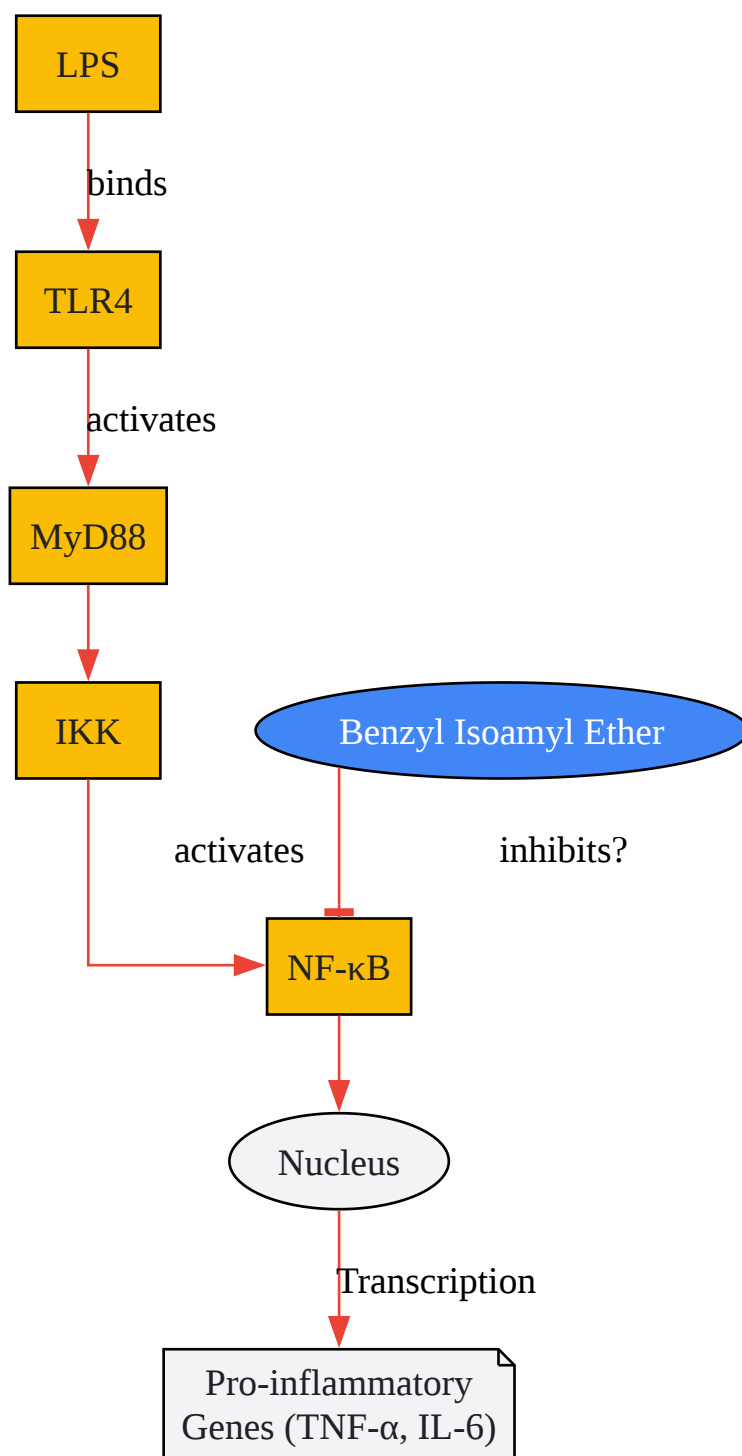 LPS
binds
TLR4
activates
MyD88
IKK
Benzyl Isoamyl Ether
activates
inhibits?
NF-κB
Nucleus
Transcription
Pro-inflammatory
Genes (TNF-α, IL-6)